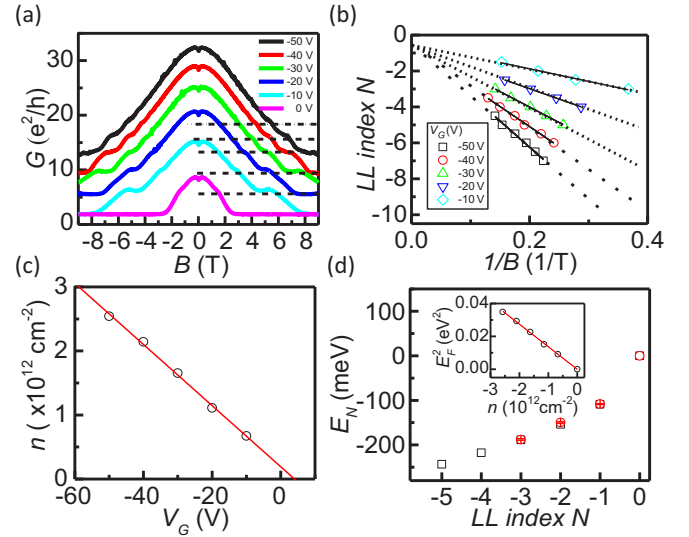 (a)
G (e²/h)
30
20
10
0
-50 V
-40 V
-30 V
-20 V
-10 V
0 V
-8 -6 -4 -2 0 2 4 6 8
B (T)
(b)
LL index N
0
-2
-4
-6
-8
-10
V_G(V)
-50 V
-40 V
-30 V
-20 V
-10 V
0.0 0.2 0.4
1/B (1/T)
(c)
n ( x10¹² cm⁻²)
3
2
1
0
-60 -40 -20 0
V_G (V)
(d)
E_N (meV)
100
0
-100
-200
E_F² (eV²)
0.04
0.02
0.00
-3 -2 -1 0
n (10¹²cm⁻²)
-5 -4 -3 -2 -1 0
LL index N